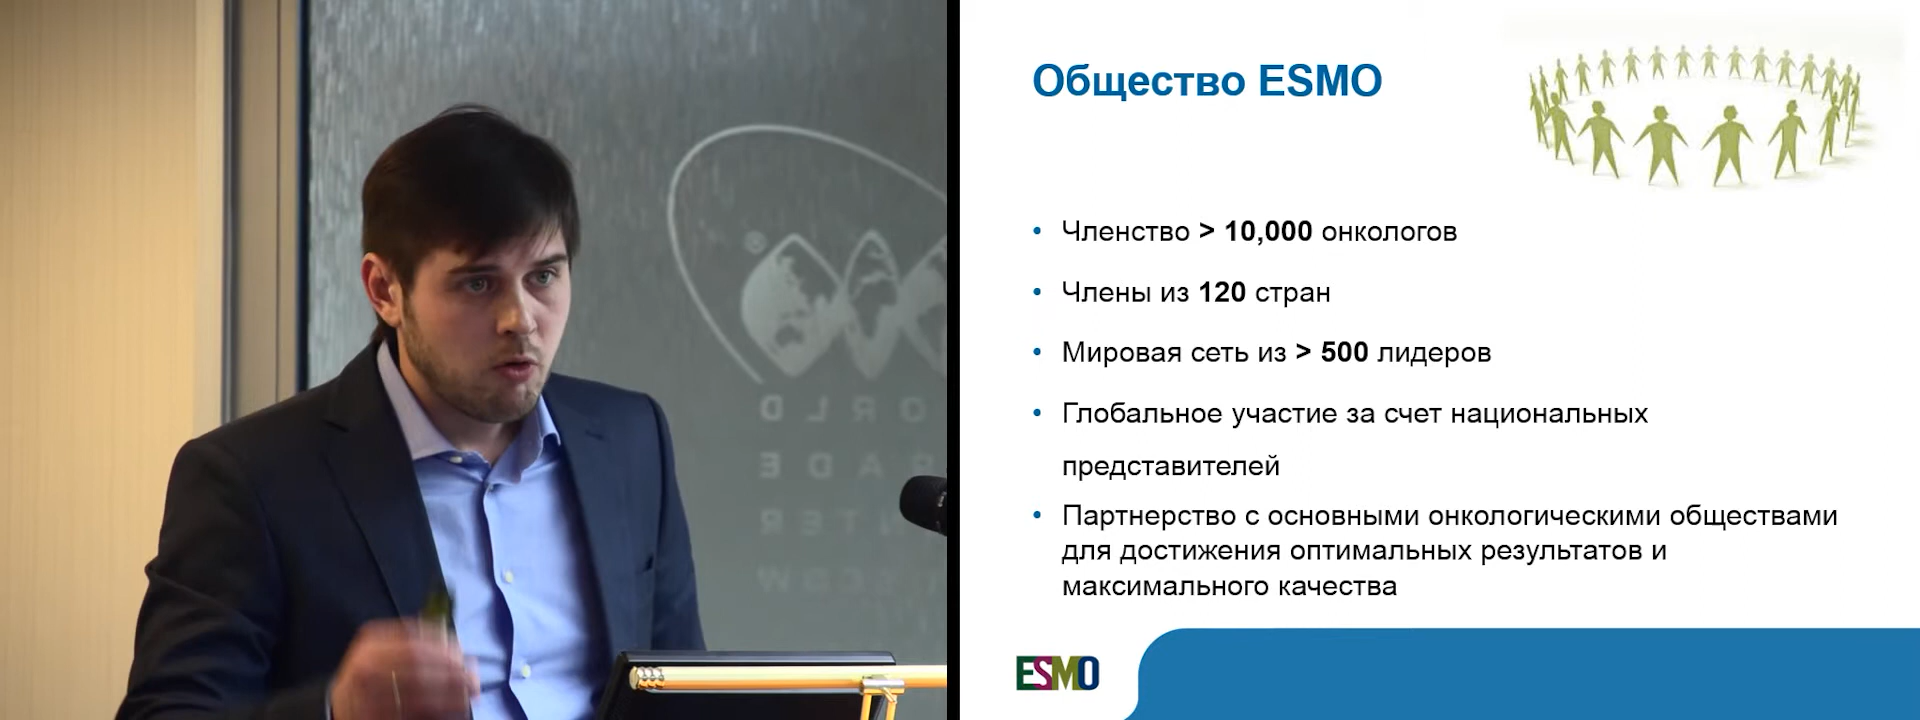 Общество ESMO
• Членство > 10,000 онкологов
• Члены из 120 стран
• Мировая сеть из > 500 лидеров
• Глобальное участие за счет национальных
представителей
• Партнерство с основными онкологическими обществами
для достижения оптимальных результатов и
максимального качества
ESMO